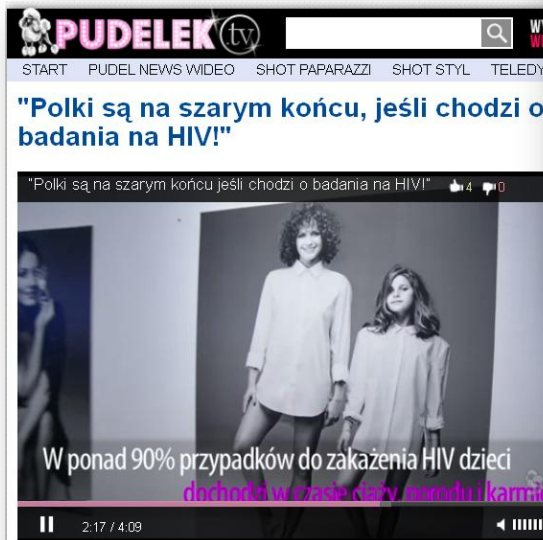 PUDELEK tv
START PUDEL NEWS WIDEO SHOT PAPARAZZI SHOT STYL TELEDY
"Polki są na szarym końcu, jeśli chodzi o
badania na HIV!"
"Polki są na szarym końcu jeśli chodzi o badania na HIV!" 4 0
W ponad 90% przypadków do zakażenia HIV dzieci
dochodzi w czasie ciąży, porodu i karmie
2:17 / 4:09